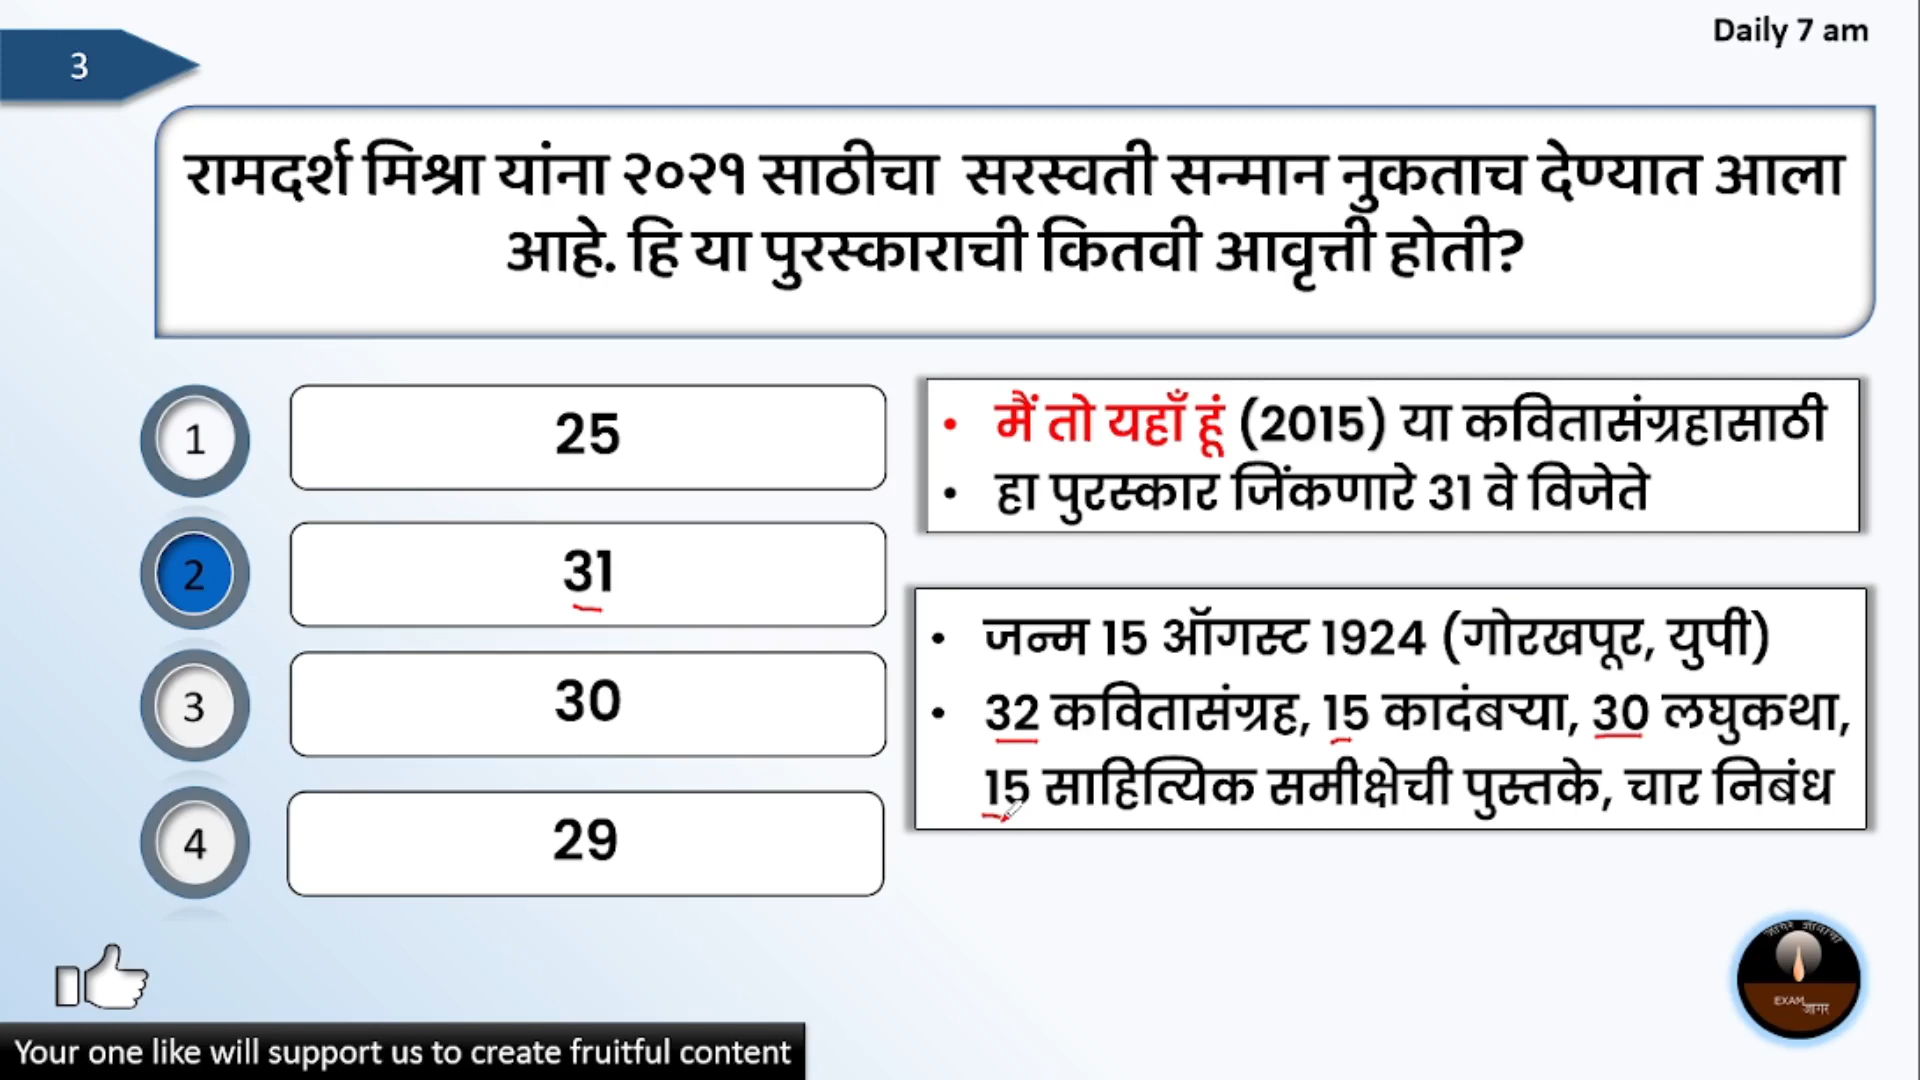 Daily 7 am
3
रामदर्श मिश्रा यांना २०२१ साठीचा सरस्वती सन्मान नुकताच देण्यात आला
आहे. हि या पुरस्काराची कितवी आवृत्ती होती?
1
25
2
31
3
30
4
29
• मैं तो यहाँ हूं (2015) या कवितासंग्रहासाठी
• हा पुरस्कार जिंकणारे 31 वे विजेते
• जन्म 15 ऑगस्ट 1924 (गोरखपूर, युपी)
• 32 कवितासंग्रह, 15 कादंबऱ्या, 30 लघुकथा,
15 साहित्यिक समीक्षेची पुस्तके, चार निबंध
EXAM
जागर
Your one like will support us to create fruitful content